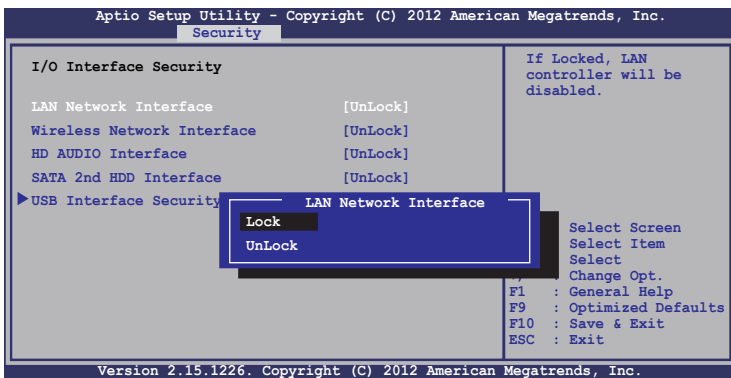 Aptio Setup Utility - Copyright (C) 2012 American Megatrends, Inc.
Security
I/O Interface Security
LAN Network Interface [UnLock]
Wireless Network Interface [UnLock]
HD AUDIO Interface [UnLock]
SATA 2nd HDD Interface [UnLock]
USB Interface Security
LAN Network Interface
Lock
UnLock
If Locked, LAN
controller will be
disabled.
Select Screen
Select Item
Select
: Change Opt.
F1 : General Help
F9 : Optimized Defaults
F10 : Save & Exit
ESC : Exit
Version 2.15.1226. Copyright (C) 2012 American Megatrends, Inc.